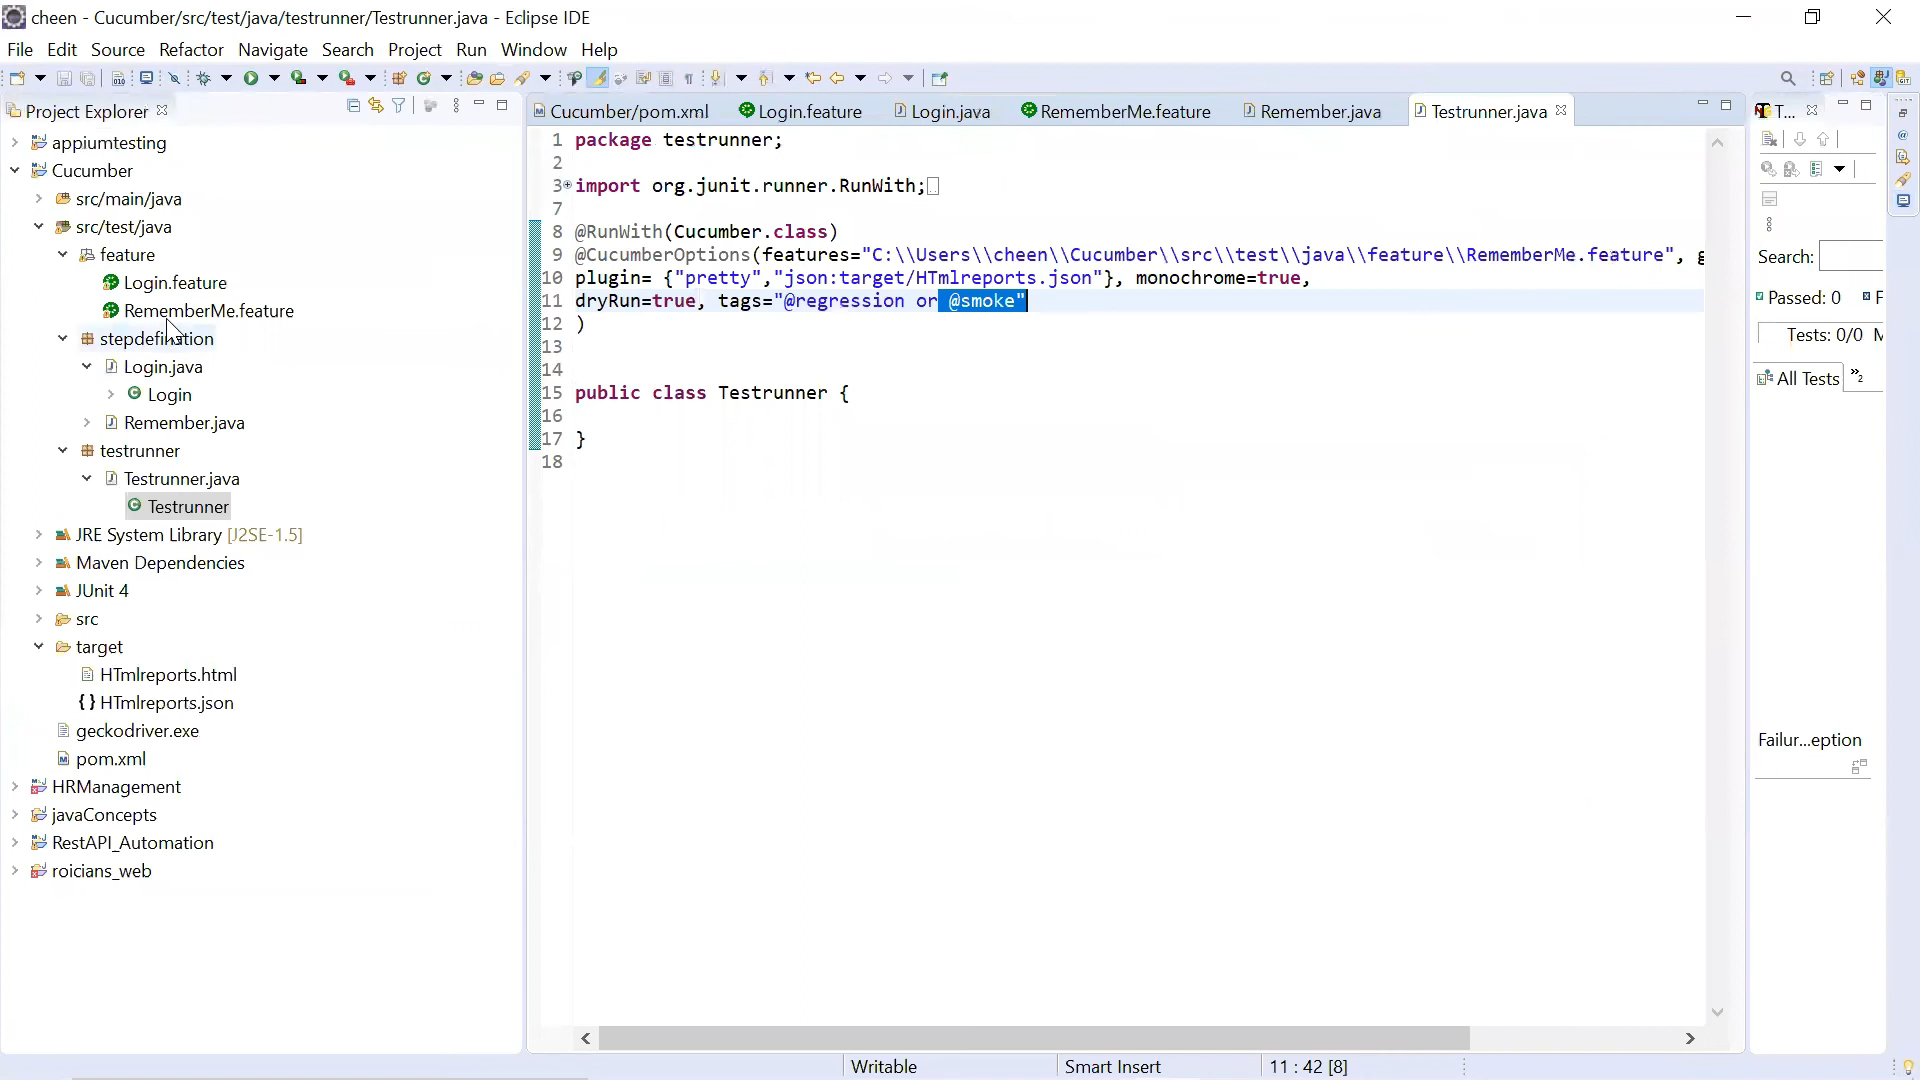 cheen - Cucumber/src/test/java/testrunner/Testrunner.java - Eclipse IDE
File Edit Source Refactor Navigate Search Project Run Window Help
Project Explorer
appiumtesting
Cucumber
src/main/java
src/test/java
feature
Login.feature
RememberMe.feature
stepdefinition
Login.java
Login
Remember.java
testrunner
Testrunner.java
Testrunner
JRE System Library [J2SE-1.5]
Maven Dependencies
JUnit 4
src
target
HTmlreports.html
HTmlreports.json
geckodriver.exe
pom.xml
HRManagement
javaConcepts
RestAPI_Automation
roicians_web
Cucumber/pom.xml Login.feature Login.java RememberMe.feature Remember.java Testrunner.java
1 package testrunner;
2
3 import org.junit.runner.RunWith;
7
8 @RunWith(Cucumber.class)
9 @CucumberOptions(features="C:\\Users\\cheen\\Cucumber\\src\\test\\java\\feature\\RememberMe.feature", g
10 plugin= {"pretty","json:target/HTmlreports.json"}, monochrome=true,
11 dryRun=true, tags="@regression or @smoke"
12 )
13
14
15 public class Testrunner {
16
17 }
18
T...
Search:
Passed: 0 F
Tests: 0/0 M
All Tests »2
Failur...eption
Writable Smart Insert 11 : 42 [8]